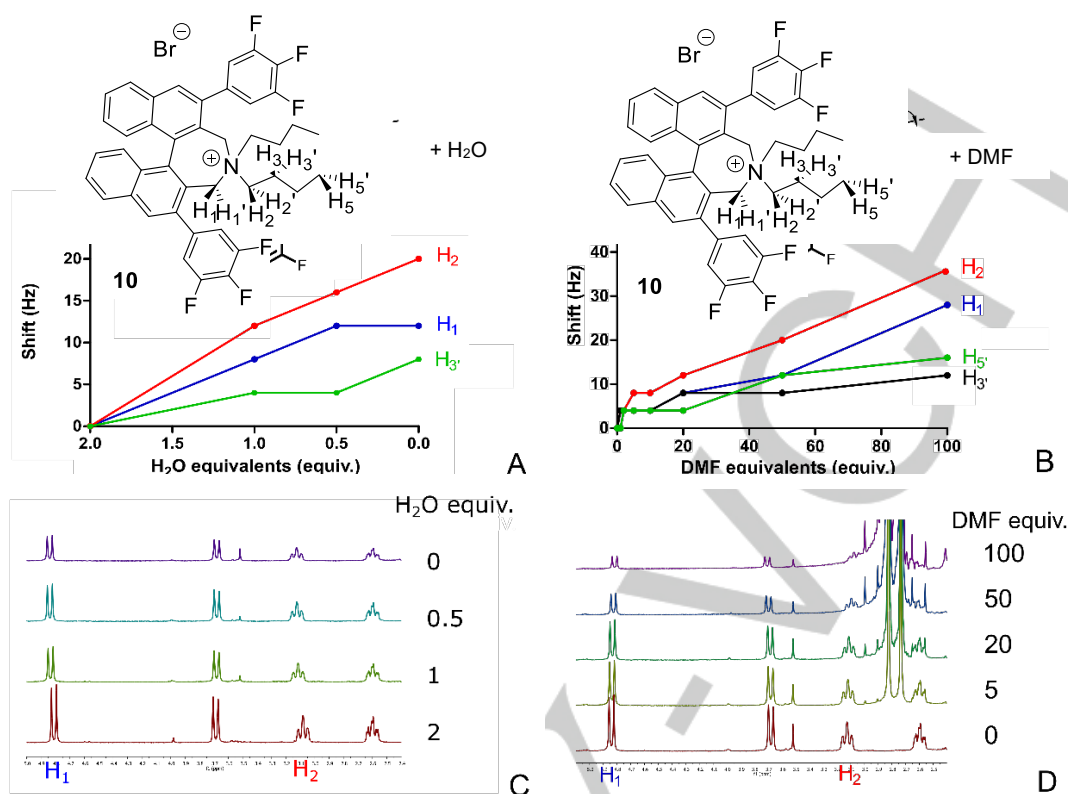 Br⊖
F
F
F
+ H₂O
⊕
N
H₃
H₃'
H₅'
H₅
H₁
H₁'
H₂
H₂'
F
F
F
F
10
Shift (Hz)
20
15
10
5
0
2.0
1.5
1.0
0.5
0.0
H₂O equivalents (equiv.)
H₂
H₁
H₃'
A
Br⊖
F
F
F
+ DMF
⊕
N
H₃
H₃'
H₅'
H₅
H₁
H₁'
H₂
H₂'
F
F
F
F
10
Shift (Hz)
40
30
20
10
0
0
20
40
60
80
100
DMF equivalents (equiv.)
H₂
H₁
H₅'
H₃'
B
H₂O equiv.
0
0.5
1
2
H₁
H₂
C
DMF equiv.
100
50
20
5
0
H₁
H₂
D